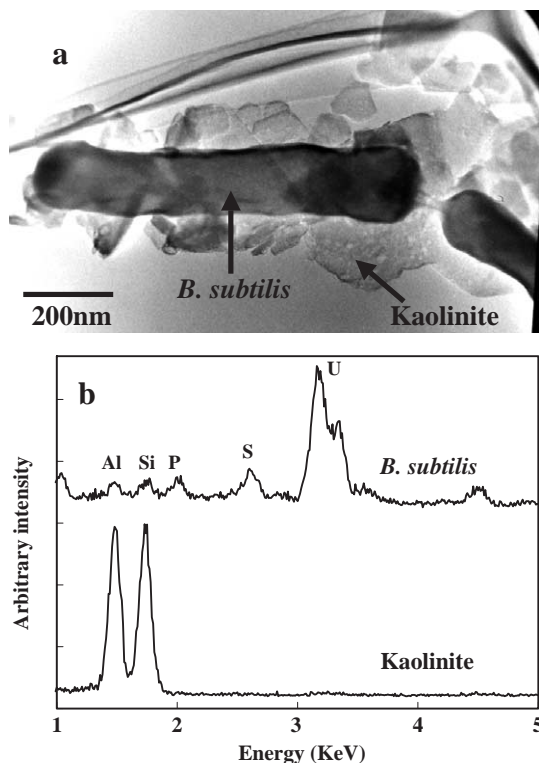 a
B. subtilis
200nm
Kaolinite
b
U
Al Si P S
B. subtilis
Arbitrary intensity
Kaolinite
1 2 3 4 5
Energy (KeV)